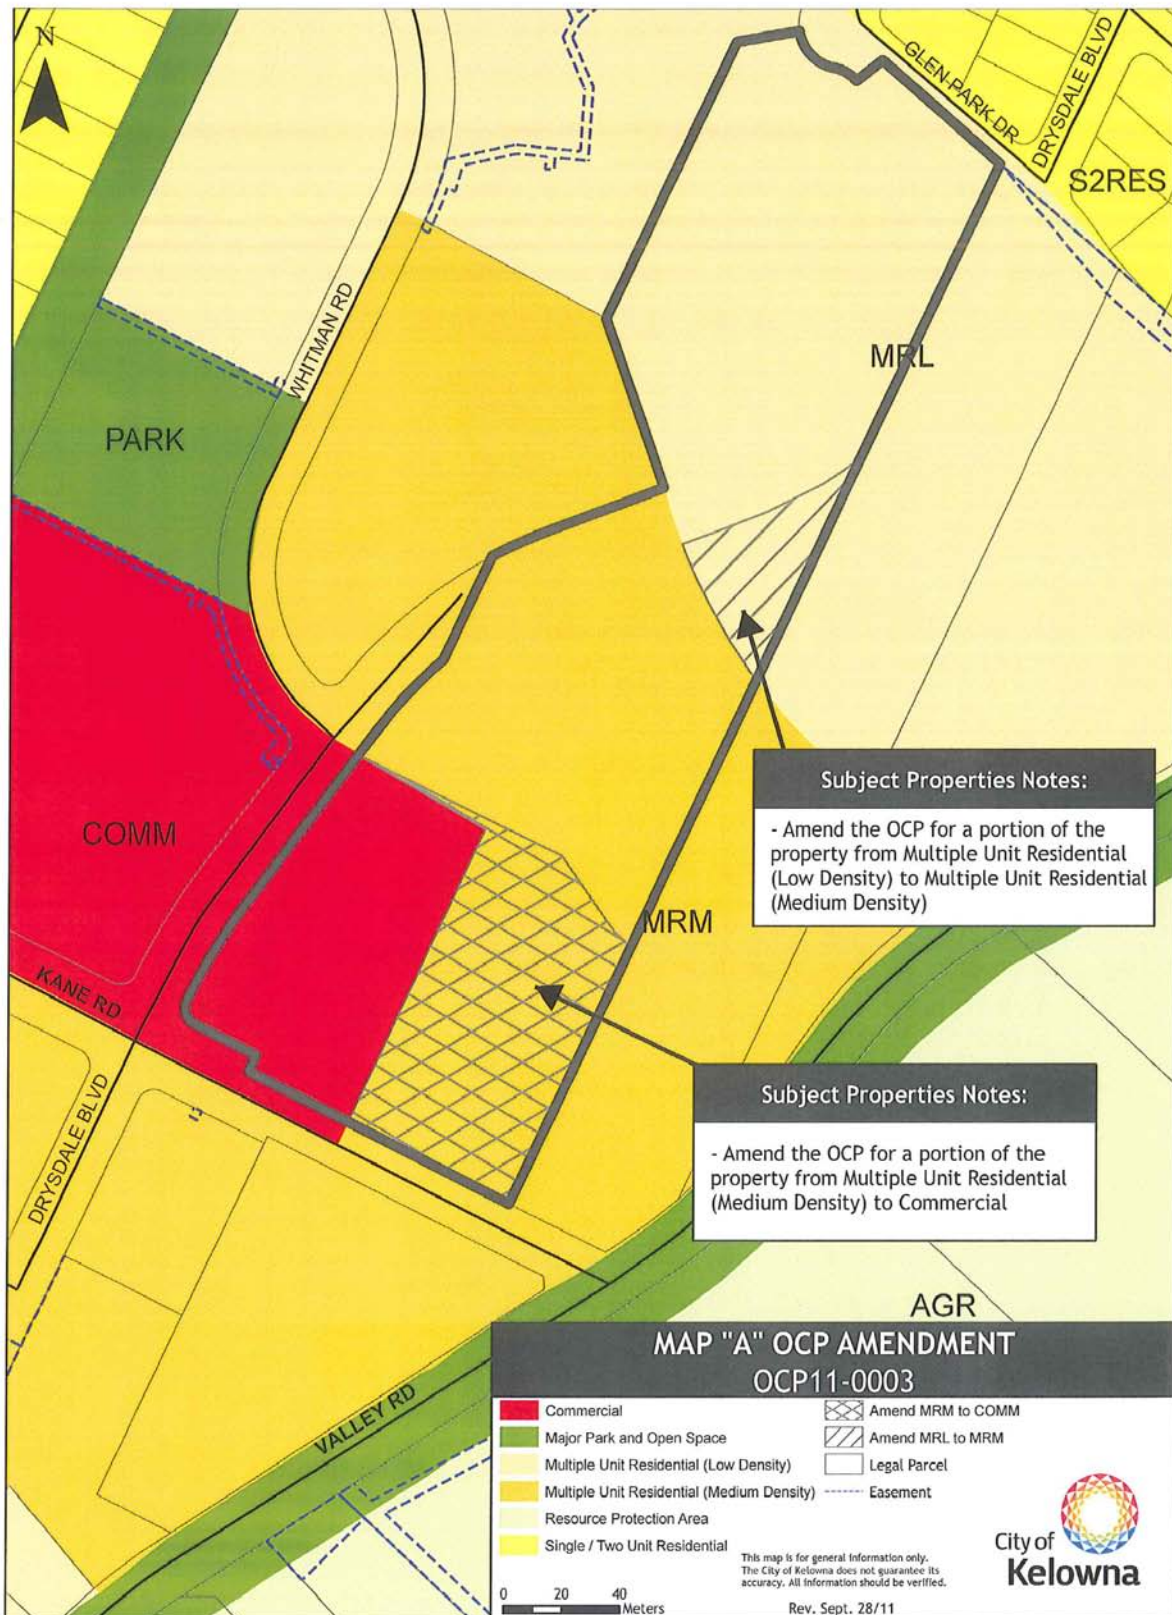 N
GLEN PARK DR
DRYSDALE BLVD
S2RES
WHITMAN RD
MRL
PARK
COMM
Subject Properties Notes:
- Amend the OCP for a portion of the
property from Multiple Unit Residential
(Low Density) to Multiple Unit Residential
(Medium Density)
MRM
KANE RD
DRYSDALE BLVD
Subject Properties Notes:
- Amend the OCP for a portion of the
property from Multiple Unit Residential
(Medium Density) to Commercial
AGR
VALLEY RD
MAP "A" OCP AMENDMENT
OCP11-0003
Commercial
Major Park and Open Space
Multiple Unit Residential (Low Density)
Multiple Unit Residential (Medium Density)
Resource Protection Area
Single / Two Unit Residential
Amend MRM to COMM
Amend MRL to MRM
Legal Parcel
Easement
0 20 40
Meters
This map is for general information only.
The City of Kelowna does not guarantee its
accuracy. All information should be verified.
Rev. Sept. 28/11
City of
Kelowna